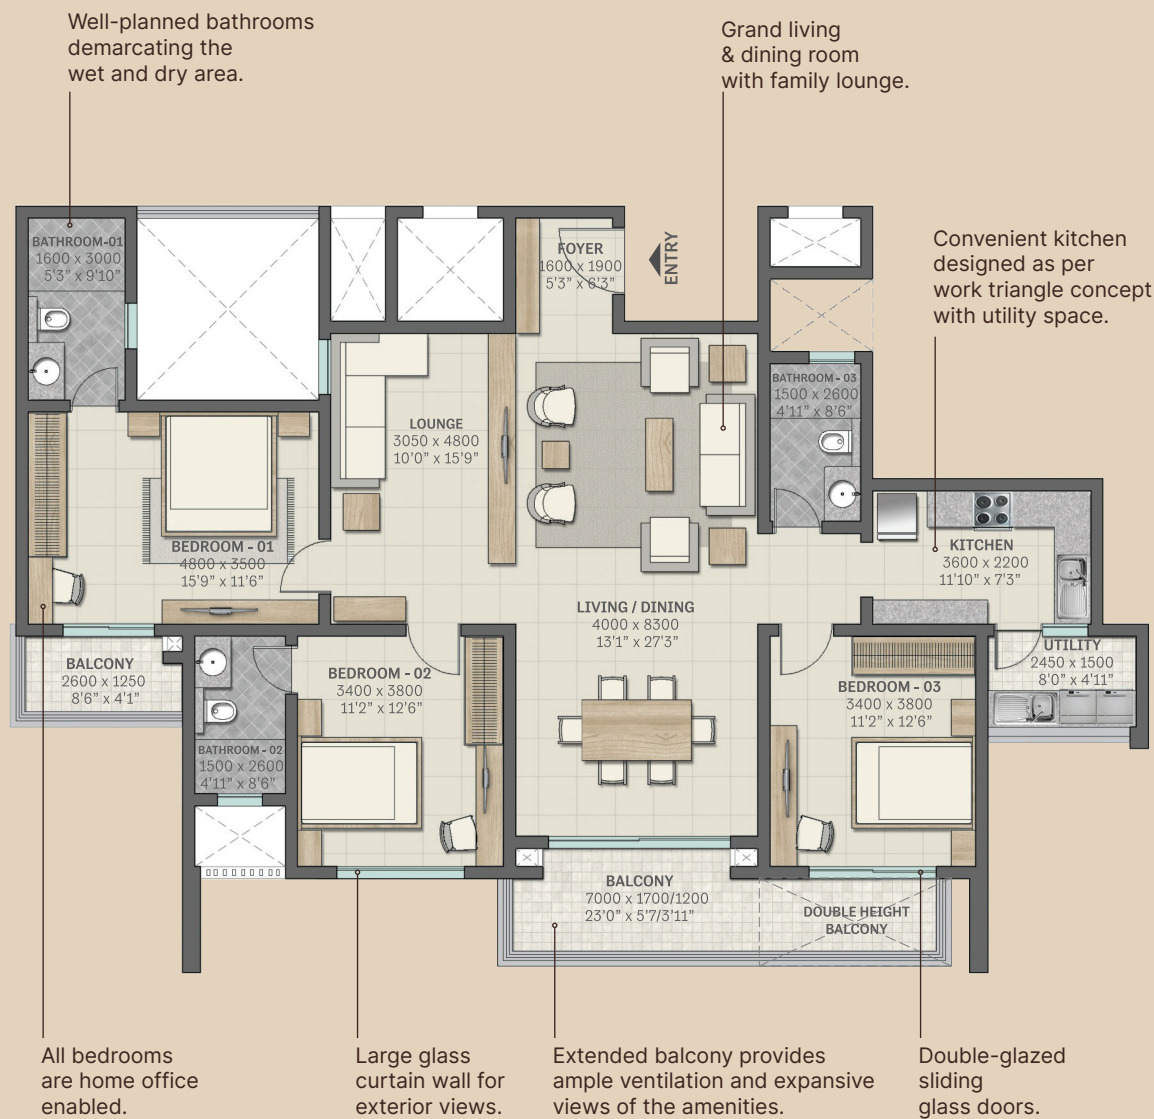 Well-planned bathrooms
demarcating the
wet and dry area.
Grand living
& dining room
with family lounge.
Convenient kitchen
designed as per
work triangle concept
with utility space.
BATHROOM-01
1600 x 3000
5'3" x 9'10"
FOYER
1600 x 1900
5'3" x 6'3"
ENTRY
LOUNGE
3050 x 4800
10'0" x 15'9"
BATHROOM - 03
1500 x 2600
4'11" x 8'6"
BEDROOM - 01
4800 x 3500
15'9" x 11'6"
KITCHEN
3600 x 2200
11'10" x 7'3"
LIVING / DINING
4000 x 8300
13'1" x 27'3"
BALCONY
2600 x 1250
8'6" x 4'1"
BEDROOM - 02
3400 x 3800
11'2" x 12'6"
BEDROOM - 03
3400 x 3800
11'2" x 12'6"
UTILITY
2450 x 1500
8'0" x 4'11"
BATHROOM - 02
1500 x 2600
4'11" x 8'6"
BALCONY
7000 x 1700/1200
23'0" x 5'7/3'11"
DOUBLE HEIGHT
BALCONY
All bedrooms
are home office
enabled.
Large glass
curtain wall for
exterior views.
Extended balcony provides
ample ventilation and expansive
views of the amenities.
Double-glazed
sliding
glass doors.